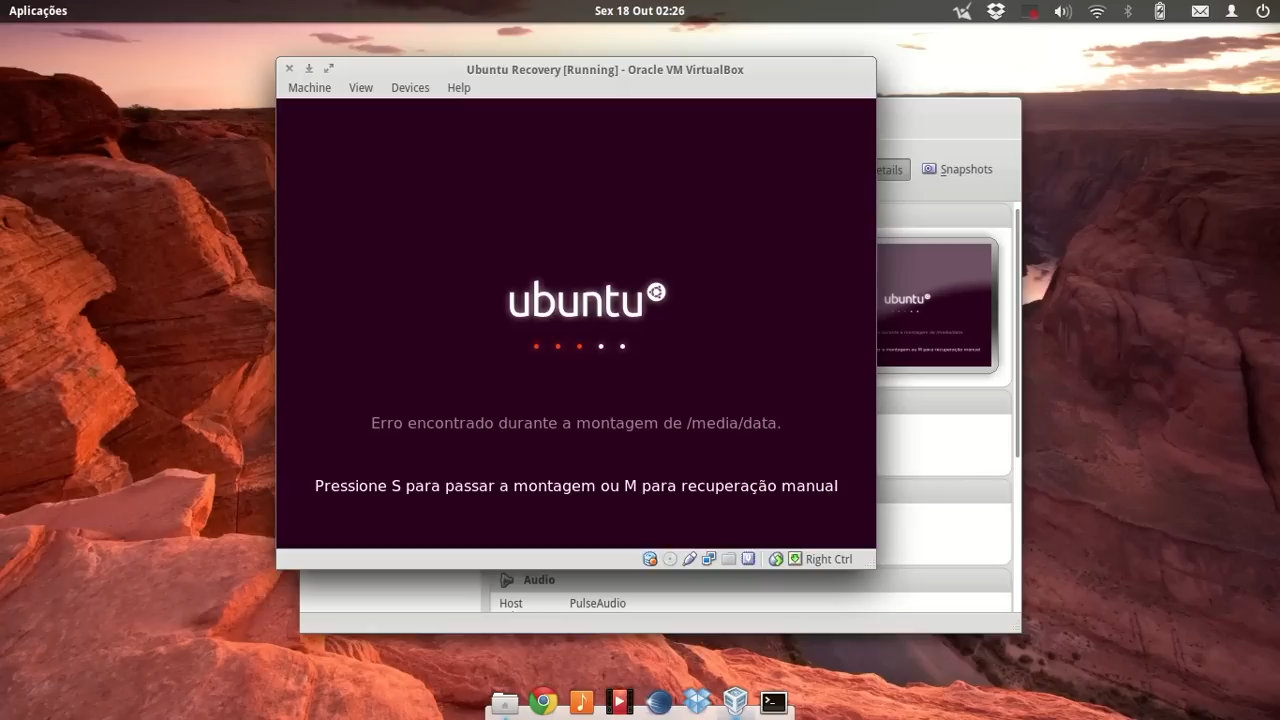 Aplicações
Sex 18 Out 02:26
Ubuntu Recovery [Running] - Oracle VM VirtualBox
Machine View Devices Help
etails
Snapshots
ubuntu
ubuntu
Erro encontrado durante a montagem de /media/data.
Pressione S para passar a montagem ou M para recuperação manual
Right Ctrl
Audio
Host PulseAudio